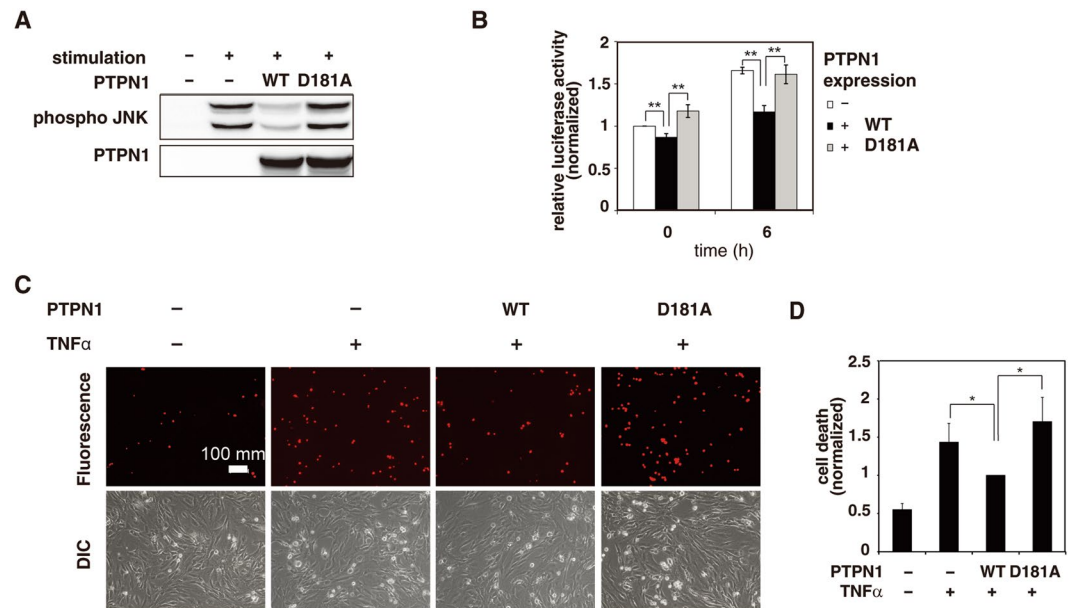 A
stimulation − + + +
PTPN1 − − WT D181A
phospho JNK
PTPN1
B
relative luciferase activity
(normalized)
2
1.5
1
0.5
0
** ** ** **
0 6
time (h)
PTPN1
expression
−
+ WT
+ D181A
C
PTPN1 − − WT D181A
TNFα − + + +
Fluorescence
100 mm
DIC
D
cell death
(normalized)
2.5
2
1.5
1
0.5
0
* *
PTPN1 − − WT D181A
TNFα − + + +